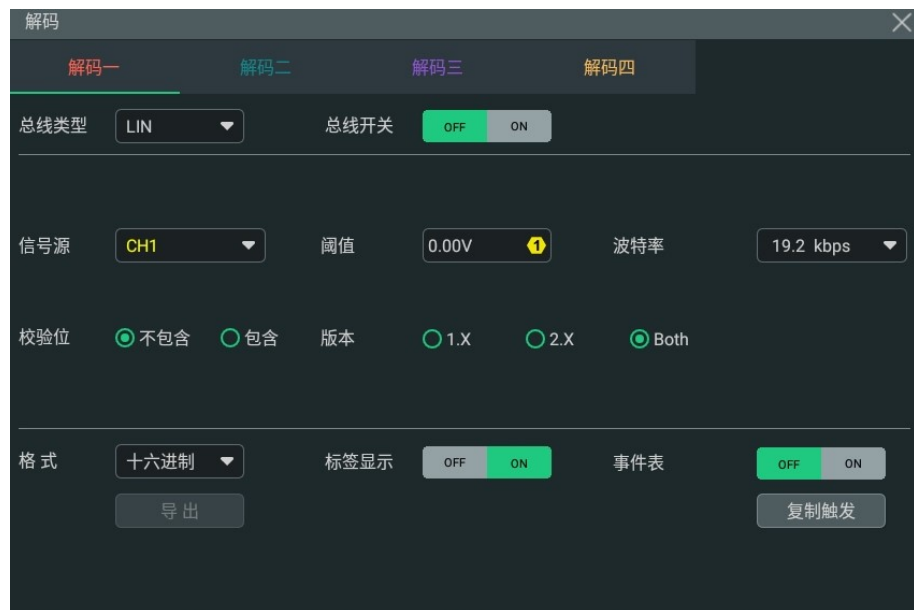 解码
解码一 解码二 解码三 解码四
总线类型 LIN 总线开关 OFF ON
信号源 CH1 阈值 0.00V 1 波特率 19.2 kbps
校验位 不包含 包含 版本 1.X 2.X Both
格式 十六进制 标签显示 OFF ON 事件表 OFF ON
导出 复制触发